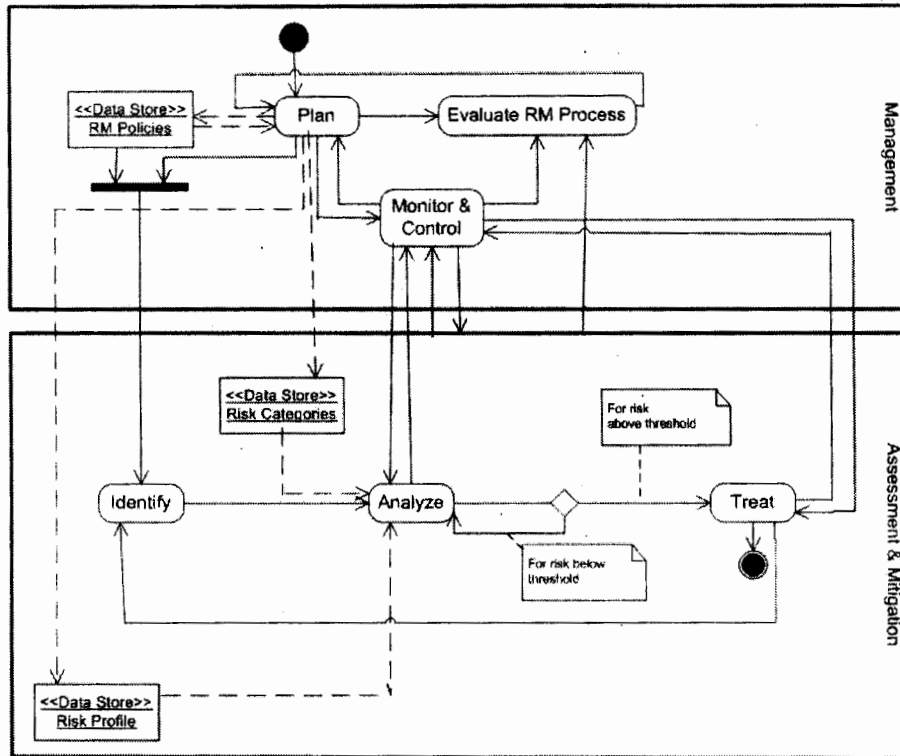 <<Data Store>>
RM Policies
Plan
Evaluate RM Process
Monitor &
Control
Management
<<Data Store>>
Risk Categories
For risk
above threshold
Identify
Analyze
Treat
For risk below
threshold
Assessment & Mitigation
<<Data Store>>
Risk Profile